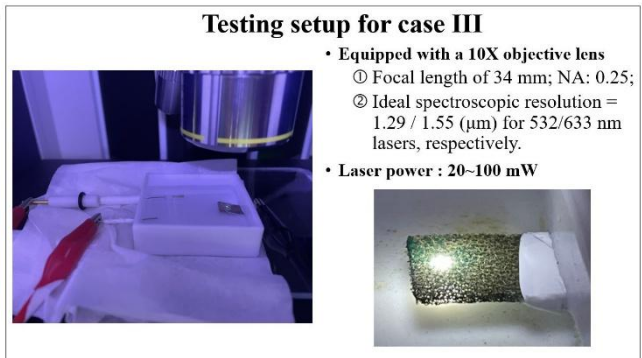 Testing setup for case III
• Equipped with a 10X objective lens
① Focal length of 34 mm; NA: 0.25;
② Ideal spectroscopic resolution =
1.29 / 1.55 (μm) for 532/633 nm
lasers, respectively.
• Laser power : 20~100 mW